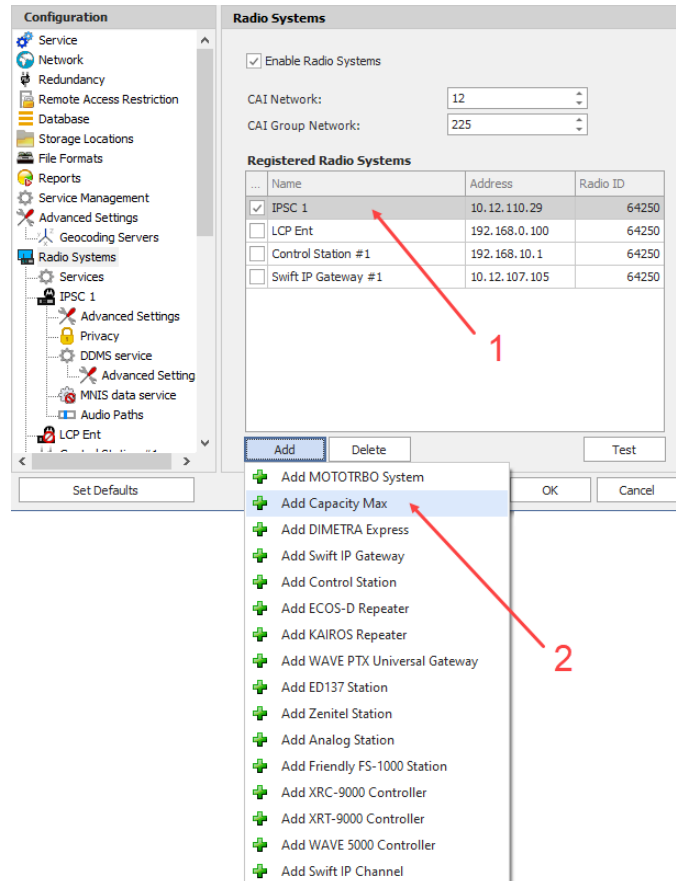 Configuration
Service
Network
Redundancy
Remote Access Restriction
Database
Storage Locations
File Formats
Reports
Service Management
Advanced Settings
Geocoding Servers
Radio Systems
Services
IPSC 1
Advanced Settings
Privacy
DDMS service
Advanced Setting
MNIS data service
Audio Paths
LCP Ent
Set Defaults
Radio Systems
Enable Radio Systems
CAI Network: 12
CAI Group Network: 225
Registered Radio Systems
... Name Address Radio ID
IPSC 1 10.12.110.29 64250
LCP Ent 192.168.0.100 64250
Control Station #1 192.168.10.1 64250
Swift IP Gateway #1 10.12.107.105 64250
1
Add Delete Test
OK Cancel
Add MOTOTRBO System
Add Capacity Max
Add DIMETRA Express
Add Swift IP Gateway
Add Control Station
Add ECOS-D Repeater
Add KAIROS Repeater
Add WAVE PTX Universal Gateway
2
Add ED137 Station
Add Zenitel Station
Add Analog Station
Add Friendly FS-1000 Station
Add XRC-9000 Controller
Add XRT-9000 Controller
Add WAVE 5000 Controller
Add Swift IP Channel